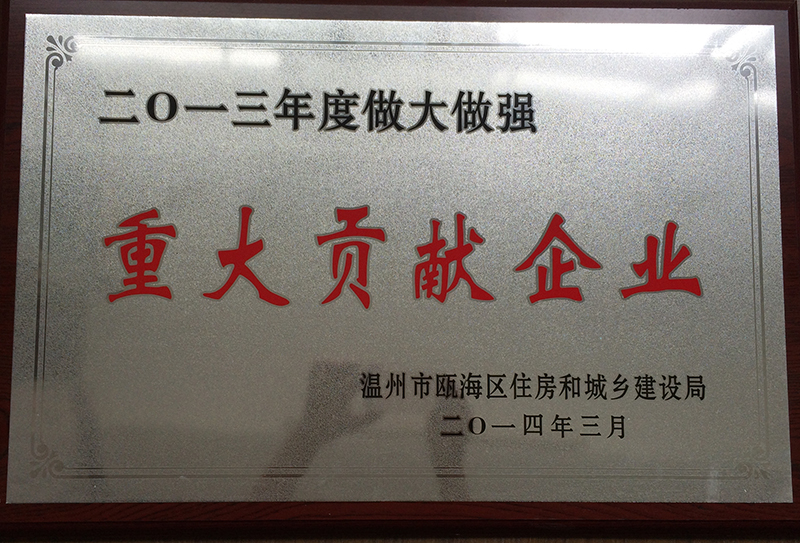 二O一三年度做大做强
重大贡献企业
温州市瓯海区住房和城乡建设局
二O一四年三月